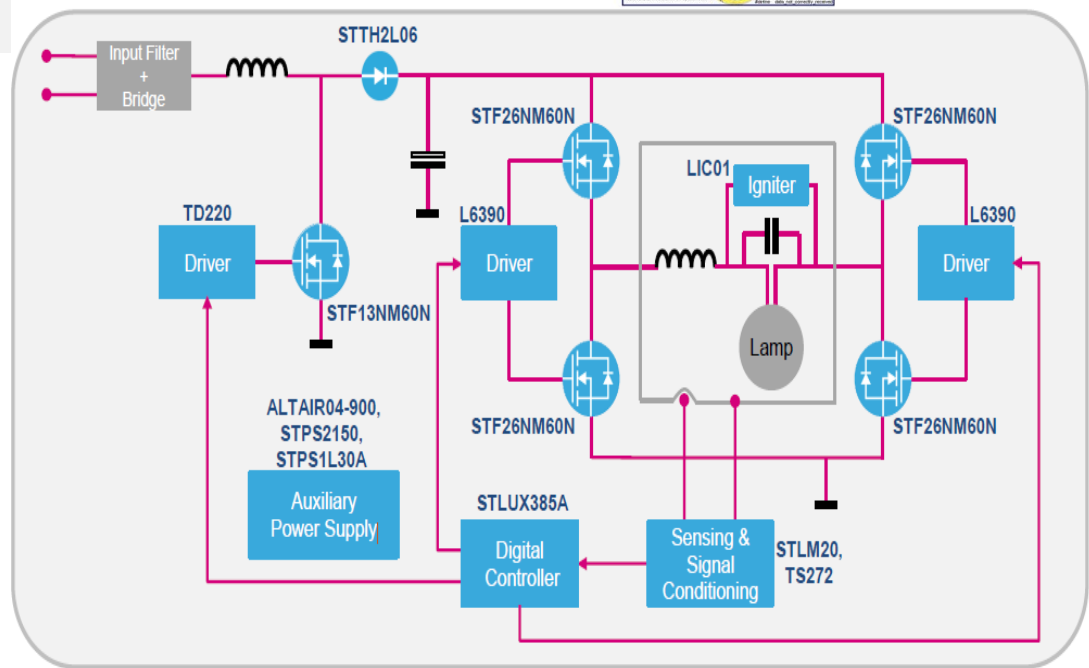 STTH2L06
Input Filter
+
Bridge
STF26NM60N
STF26NM60N
LIC01
Igniter
TD220
L6390
L6390
Driver
Driver
Driver
STF13NM60N
Lamp
ALTAIR04-900,
STPS2150,
STPS1L30A
STF26NM60N
STF26NM60N
Auxiliary
Power Supply
STLUX385A
Digital
Controller
Sensing &
Signal
Conditioning
STLM20,
TS272